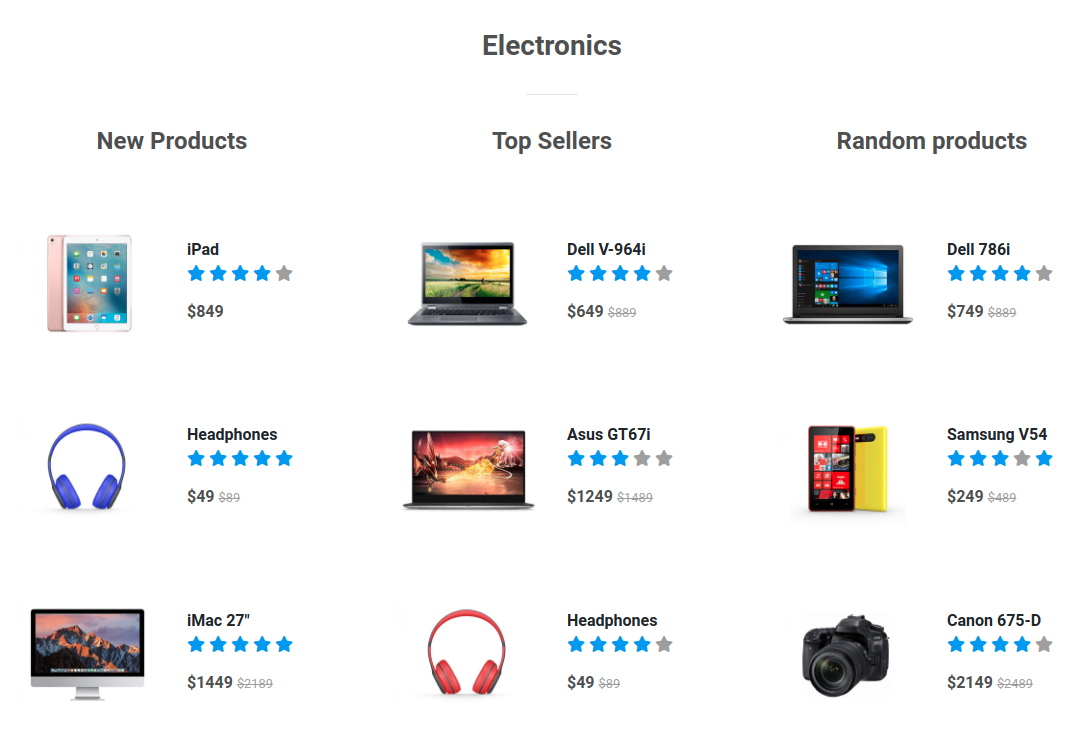 Electronics
New Products
Top Sellers
Random products
iPad
$849
Dell V-964i
$649 $889
Dell 786i
$749 $889
Headphones
$49 $89
Asus GT67i
$1249 $1489
Samsung V54
$249 $489
iMac 27"
$1449 $2189
Headphones
$49 $89
Canon 675-D
$2149 $2489